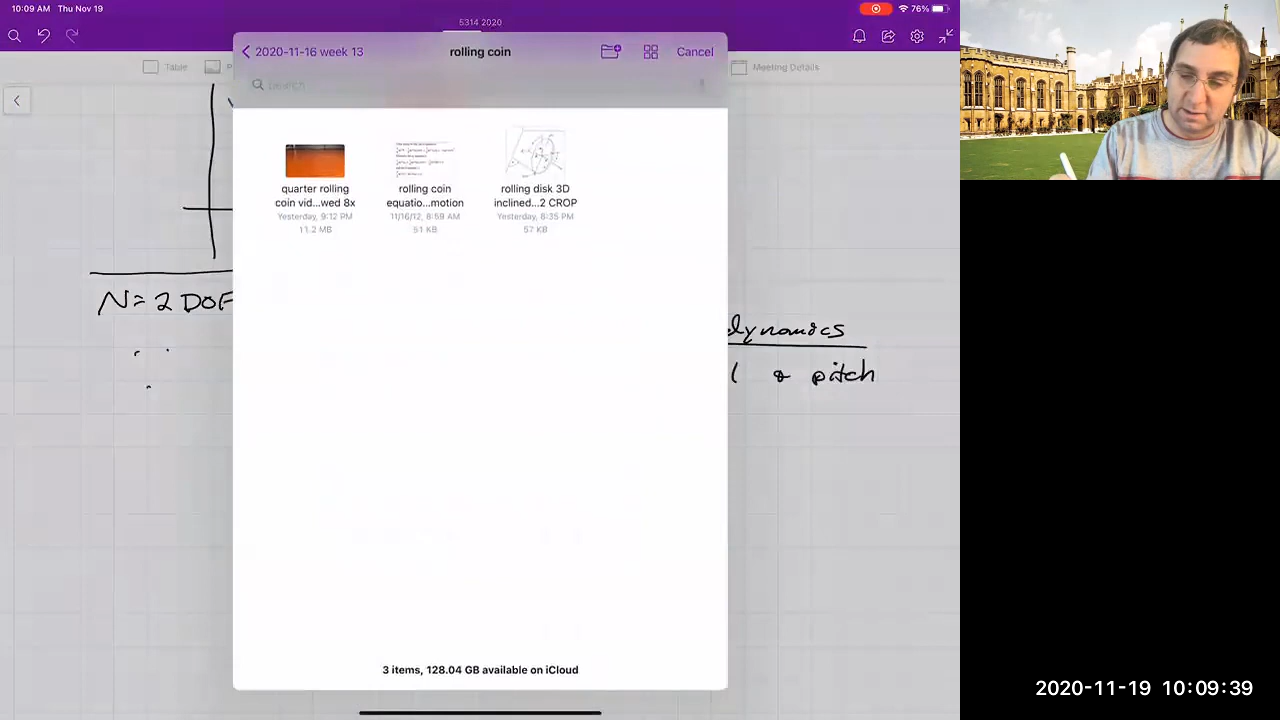 10:09 AM Thu Nov 19
76%
5314 2020
Table
Meeting Details
2020-11-16 week 13
rolling coin
Cancel
Search
quarter rolling
coin vid...wed 8x
Yesterday, 9:12 PM
11.2 MB
rolling coin
equatio...motion
11/16/12, 8:59 AM
51 KB
rolling disk 3D
inclined...2 CROP
Yesterday, 8:35 PM
57 KB
N = 2 DOF
dynamics
& pitch
3 items, 128.04 GB available on iCloud
2020-11-19 10:09:39